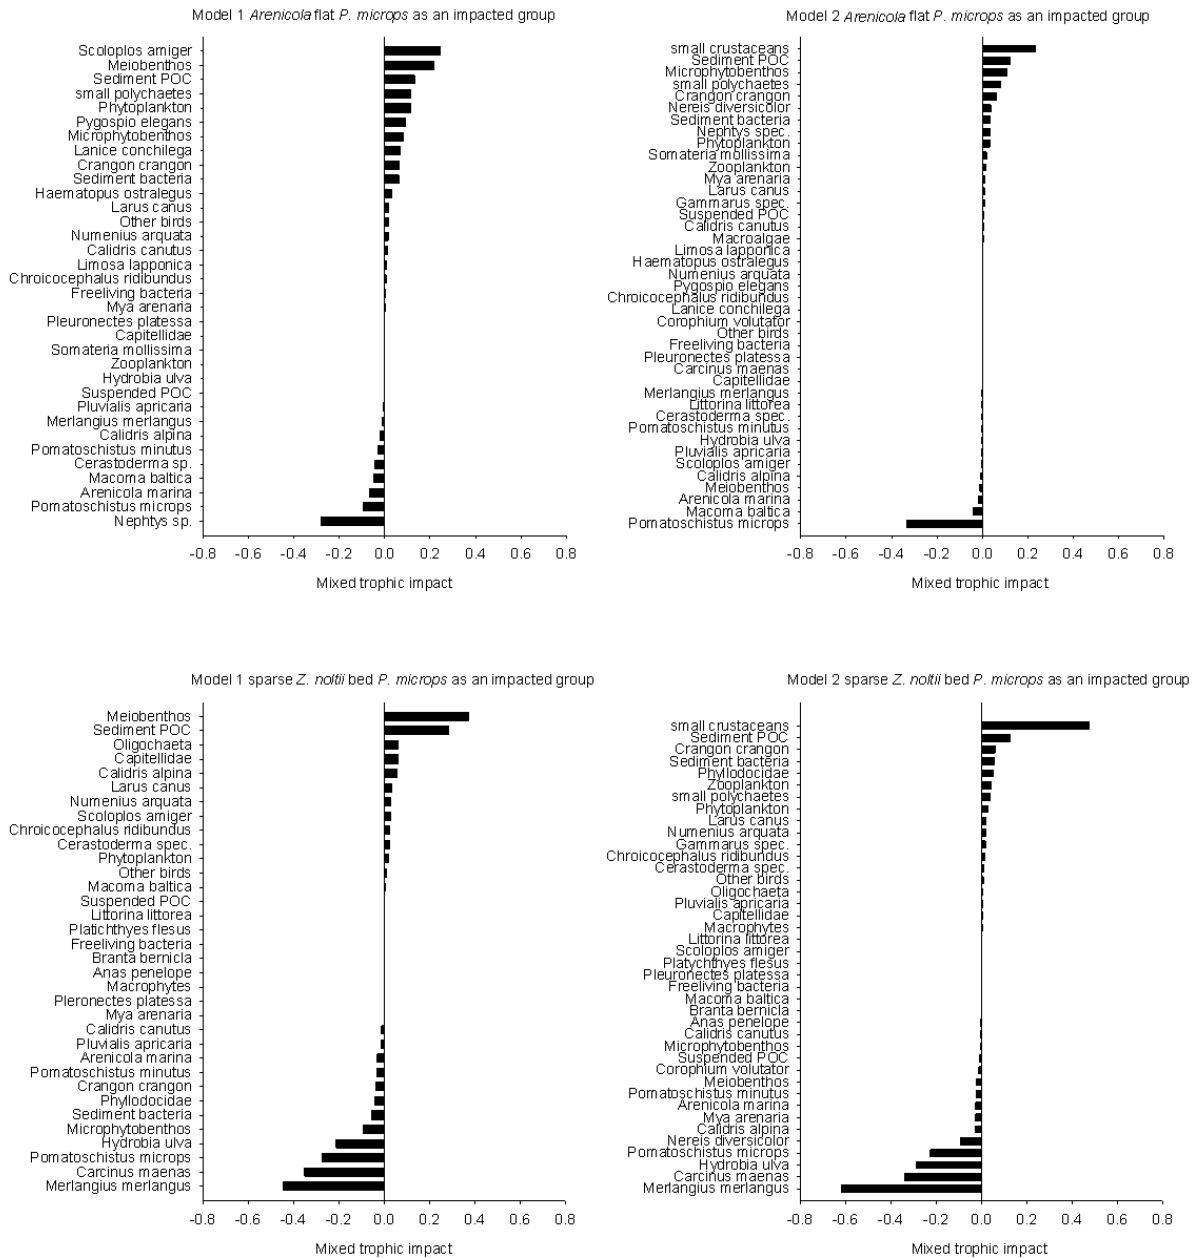 Model 1 Arenicola flat P. microps as an impacted group
Scoloplos amiger
Meiobenthos
Sediment POC
small polychaetes
Phytoplankton
Pygospio elegans
Microphytobenthos
Lanice conchilega
Crangon crangon
Sediment bacteria
Haematopus ostralegus
Larus canus
Other birds
Numenius arquata
Calidris canutus
Limosa lapponica
Chroicocephalus ridibundus
Freeliving bacteria
Mya arenaria
Pleuronectes platessa
Capitellidae
Somateria mollissima
Zooplankton
Hydrobia ulva
Suspended POC
Pluvialis apricaria
Merlangius merlangus
Calidris alpina
Pomatoschistus minutus
Cerastoderma sp.
Macoma baltica
Arenicola marina
Pomatoschistus microps
Nephtys sp.
-0.8 -0.6 -0.4 -0.2 0.0 0.2 0.4 0.6 0.8
Mixed trophic impact
Model 2 Arenicola flat P. microps as an impacted group
small crustaceans
Sediment POC
Microphytobenthos
small polychaetes
Crangon crangon
Nereis diversicolor
Sediment bacteria
Nephtys spec.
Phytoplankton
Somateria mollissima
Zooplankton
Mya arenaria
Larus canus
Gammarus spec.
Suspended POC
Calidris canutus
Macroalgae
Limosa lapponica
Haematopus ostralegus
Numenius arquata
Pygospio elegans
Chroicocephalus ridibundus
Lanice conchilega
Corophium volutator
Other birds
Freeliving bacteria
Pleuronectes platessa
Carcinus maenas
Capitellidae
Merlangius merlangus
Littorina littorea
Cerastoderma spec.
Pomatoschistus minutus
Hydrobia ulva
Pluvialis apricaria
Scoloplos amiger
Calidris alpina
Meiobenthos
Arenicola marina
Macoma baltica
Pomatoschistus microps
-0.8 -0.6 -0.4 -0.2 0.0 0.2 0.4 0.6 0.8
Mixed trophic impact
Model 1 sparse Z. noltii bed P. microps as an impacted group
Meiobenthos
Sediment POC
Oligochaeta
Capitellidae
Calidris alpina
Larus canus
Numenius arquata
Scoloplos amiger
Chroicocephalus ridibundus
Cerastoderma spec.
Phytoplankton
Other birds
Macoma baltica
Suspended POC
Littorina littorea
Platichthyes flesus
Freeliving bacteria
Branta bernicla
Anas penelope
Macrophytes
Pleronectes platessa
Mya arenaria
Calidris canutus
Pluvialis apricaria
Arenicola marina
Pomatoschistus minutus
Crangon crangon
Phyllodocidae
Sediment bacteria
Microphytobenthos
Hydrobia ulva
Pomatoschistus microps
Carcinus maenas
Merlangius merlangus
-0.8 -0.6 -0.4 -0.2 0.0 0.2 0.4 0.6 0.8
Mixed trophic impact
Model 2 sparse Z. noltii bed P. microps as an impacted group
small crustaceans
Sediment POC
Crangon crangon
Sediment bacteria
Phyllodocidae
Zooplankton
small polychaetes
Phytoplankton
Larus canus
Numenius arquata
Gammarus spec.
Chroicocephalus ridibundus
Cerastoderma spec.
Other birds
Oligochaeta
Pluvialis apricaria
Capitellidae
Macrophytes
Littorina littorea
Scoloplos amiger
Platychthyes flesus
Pleuronectes platessa
Freeliving bacteria
Macoma baltica
Branta bernicla
Anas penelope
Calidris canutus
Microphytobenthos
Suspended POC
Corophium volutator
Meiobenthos
Pomatoschistus minutus
Arenicola marina
Mya arenaria
Calidris alpina
Nereis diversicolor
Pomatoschistus microps
Hydrobia ulva
Carcinus maenas
Merlangius merlangus
-0.8 -0.6 -0.4 -0.2 0.0 0.2 0.4 0.6 0.8
Mixed trophic impact